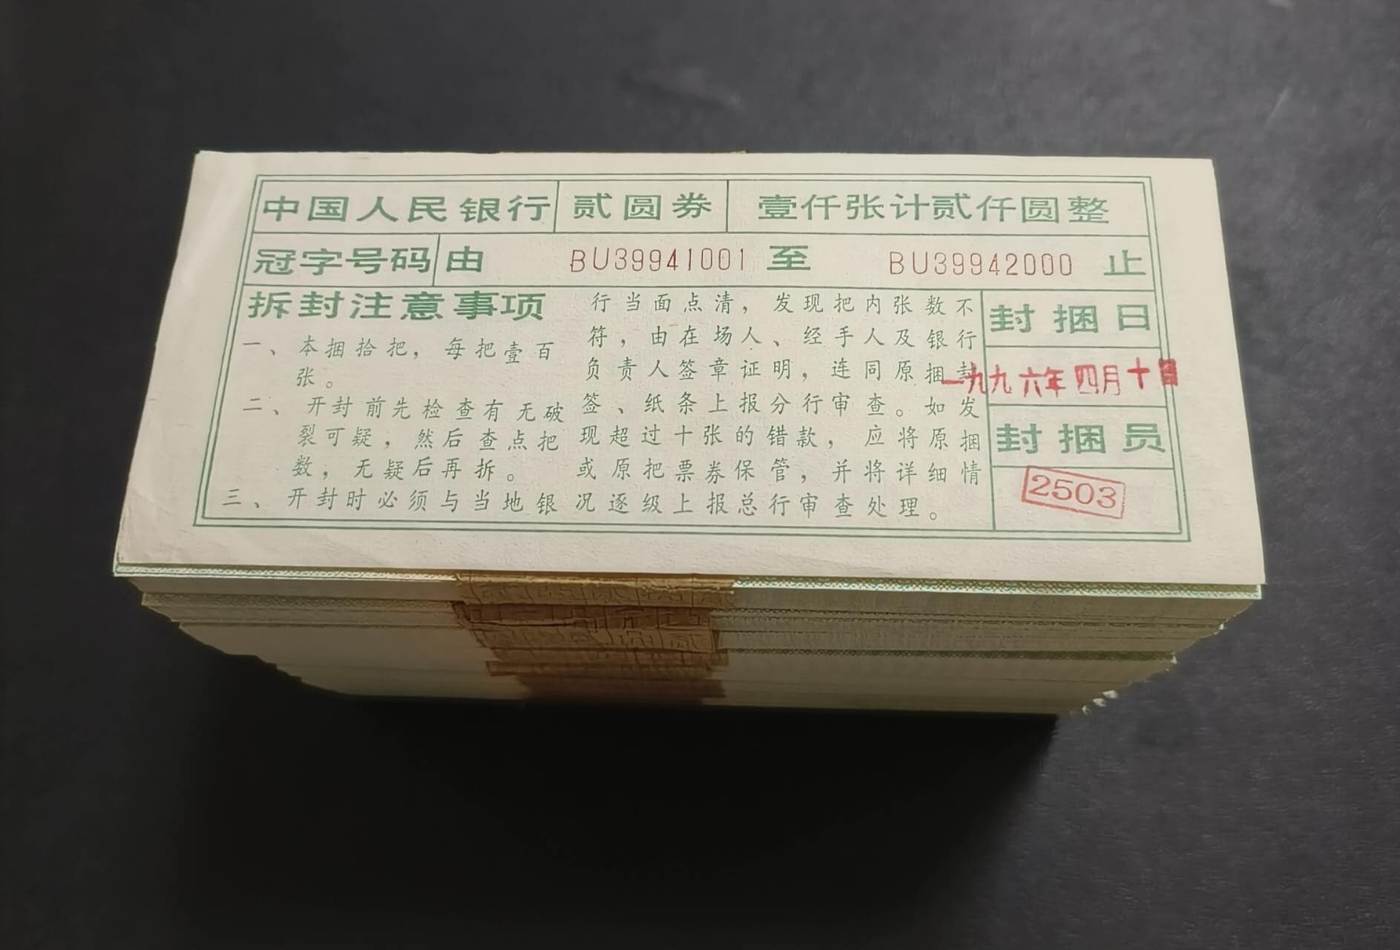 中国人民银行 贰圆券 壹仟张计贰仟圆整
冠字号码 由 BU39941001 至 BU39942000 止
拆封注意事项
一、本捆拾把，每把壹百
张。
二、开封前先检查有无破
裂可疑，然后查点把
数，无疑后再拆。
三、开封时必须与当地银
行当面点清，发现把内张数不
符，由在场人、经手人及银行
负责人签章证明，连同原捆封
签、纸条上报分行审查。如发
现超过十张的错款，应将原捆
或原把票券保管，并将详细情
况逐级上报总行审查处理。
封捆日
一九九六年四月十
封捆员
2503